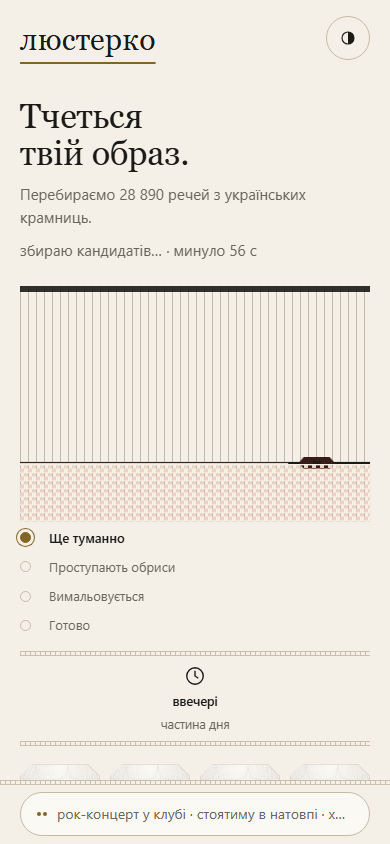 люстерко
Тчеться
твій образ.
Перебираємо 28 890 речей з українських
крамниць.
збираю кандидатів… · минуло 56 с
Ще туманно
Проступають обриси
Вимальовується
Готово
ввечері
частина дня
рок-концерт у клубі · стоятиму в натовпі · х…